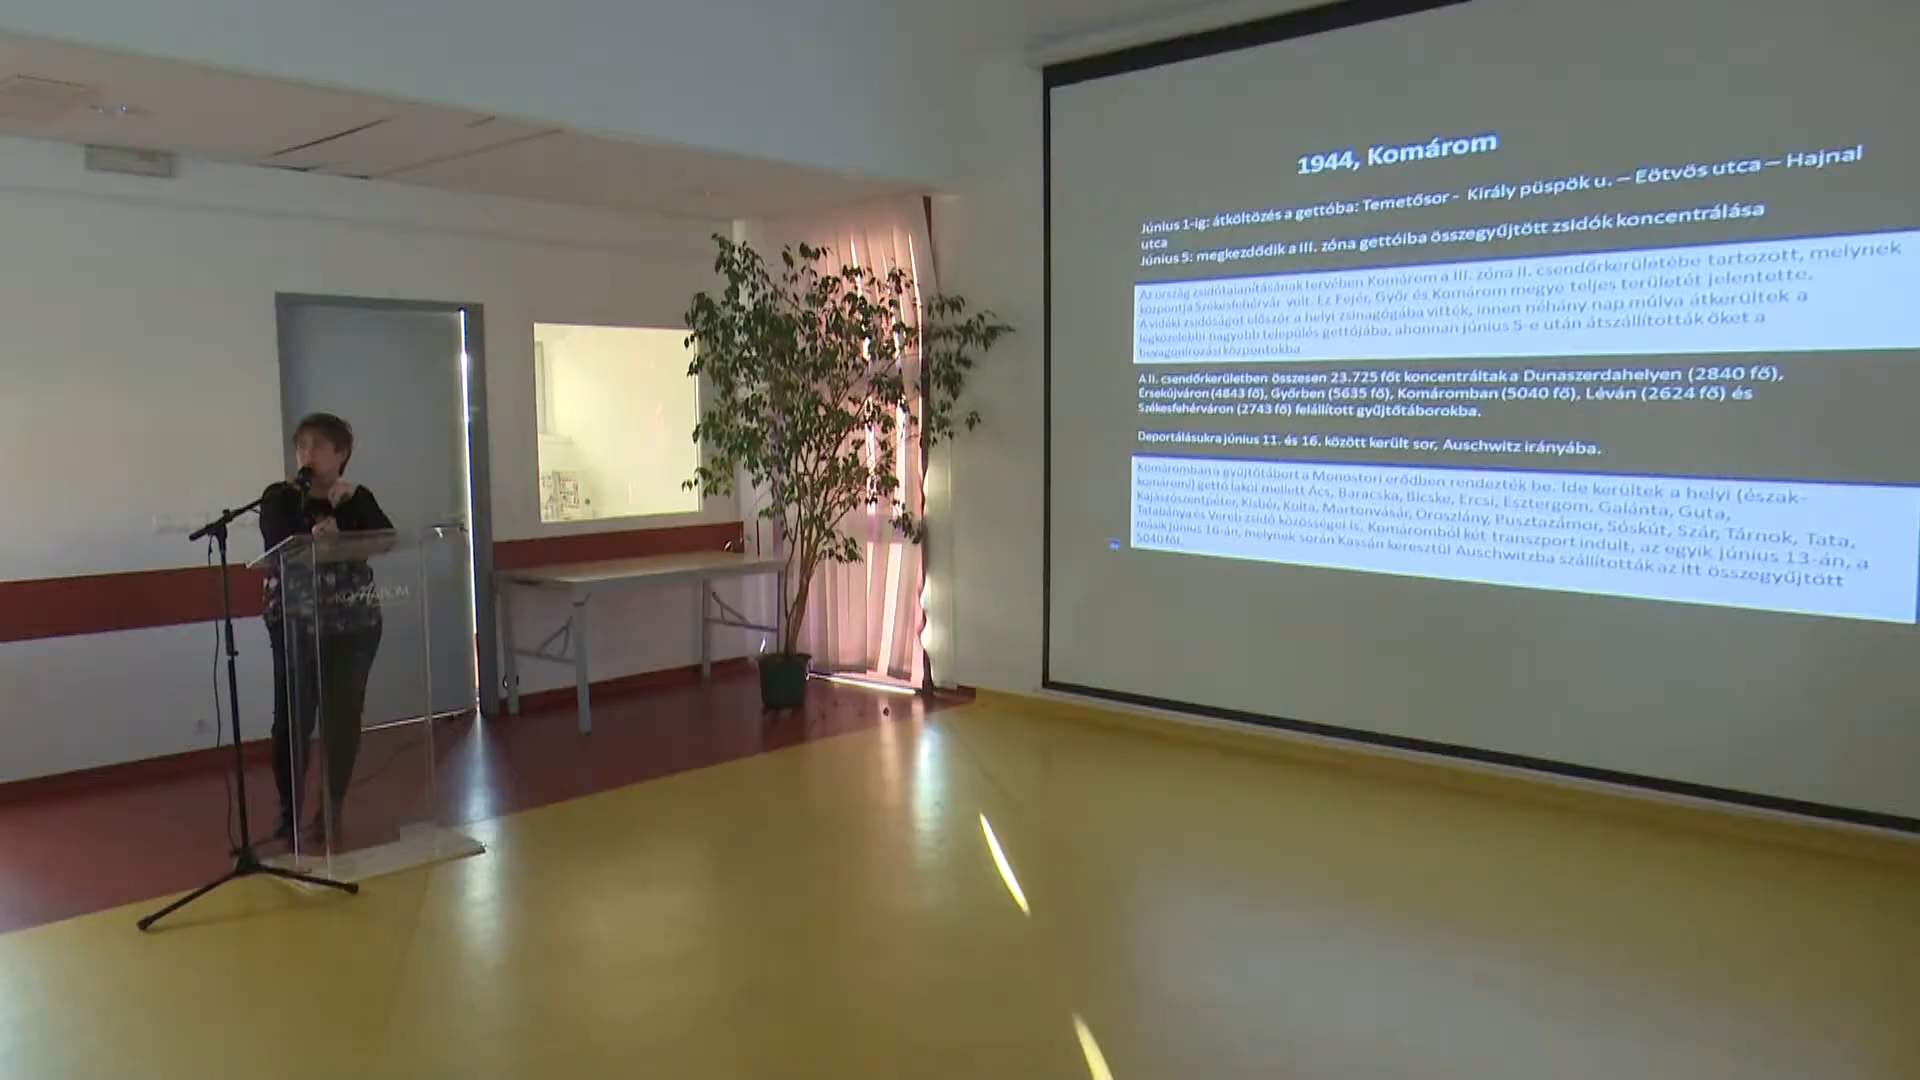 1944, Komárom
Június 1-ig: átköltözés a gettóba: Temetősor - Király püspök u. – Eötvös utca – Hajnal
utca
Június 5: megkezdődik a III. zóna gettóiba összegyűjtött zsidók koncentrálása
Az ország zsidótalanításának tervében Komárom a III. zóna II. csendőrkerületébe tartozott, melynek
központja Székesfehérvár volt. Ez Fejér, Győr és Komárom megye teljes területét jelentette.
A vidéki zsidóságot először a helyi zsinagógába vitték, innen néhány nap múlva átkerültek a
legközelebbi nagyobb település gettójába, ahonnan június 5-e után átszállították őket a
bevagonírozási központokba.
A II. csendőrkerületben összesen 23.725 főt koncentráltak a Dunaszerdahelyen (2840 fő),
Érsekújváron (4843 fő), Győrben (5635 fő), Komáromban (5040 fő), Léván (2624 fő) és
Székesfehérváron (2743 fő) felállított gyűjtőtáborokba.
Deportálásukra június 11. és 16. között került sor, Auschwitz irányába.
Komáromban a gyűjtőtábort a Monostori erődben rendezték be. Ide kerültek a helyi (észak-
komáromi) gettó lakói mellett Ács, Baracska, Bicske, Ercsi, Esztergom, Galánta, Guta,
Kajászószentpéter, Kisbér, Kolta, Martonvásár, Oroszlány, Pusztazámor, Sóskút, Szár, Tárnok, Tata,
Tatabánya és Vereb zsidó közösségei is. Komáromból két transzport indult, az egyik június 13-án, a
másik június 16-án, melynek során Kassán keresztül Auschwitzba szállították az itt összegyűjtött
5040 főt.
KOMÁROM